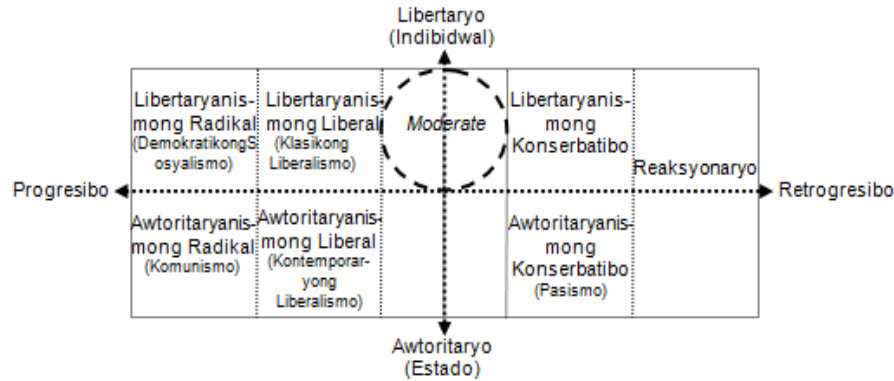 Libertaryo
(Indibidwal)
Libertaryanis-
mong Radikal
(DemokratikongS
osyalismo)
Libertaryanis-
mong Liberal
(Klasikong
Liberalismo)
Moderate
Libertaryanis-
mong
Konserbatibo
Reaksyonaryo
Progresibo
Retrogresibo
Awtoritaryanis-
mong Radikal
(Komunismo)
Awtoritaryanis-
mong Liberal
(Kontemporar-
yong
Liberalismo)
Awtoritaryanis-
mong
Konserbatibo
(Pasismo)
Awtoritaryo
(Estado)